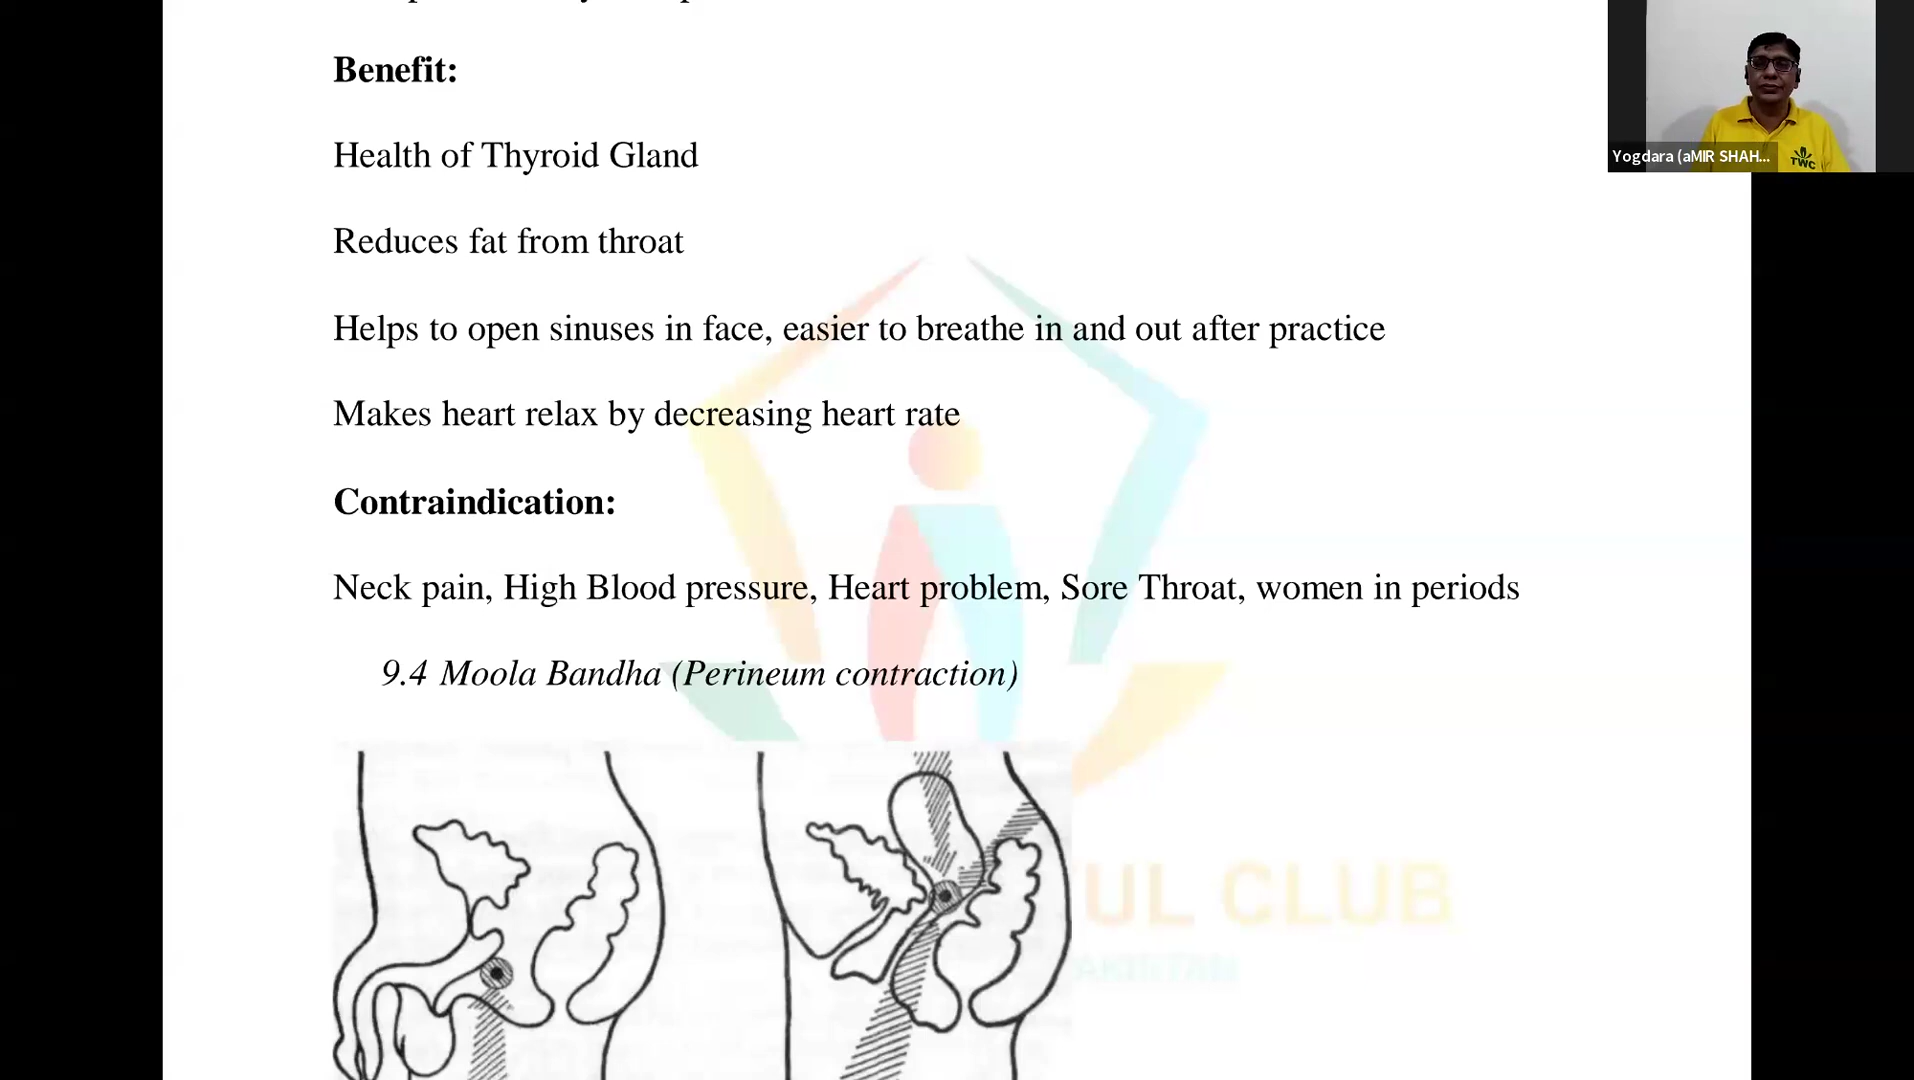 Benefit:
Health of Thyroid Gland
Reduces fat from throat
Helps to open sinuses in face, easier to breathe in and out after practice
Makes heart relax by decreasing heart rate
Contraindication:
Neck pain, High Blood pressure, Heart problem, Sore Throat, women in periods
9.4 Moola Bandha (Perineum contraction)
UL CLUB
AKISTAN
Yogdara (aMIR SHAH...
TWC